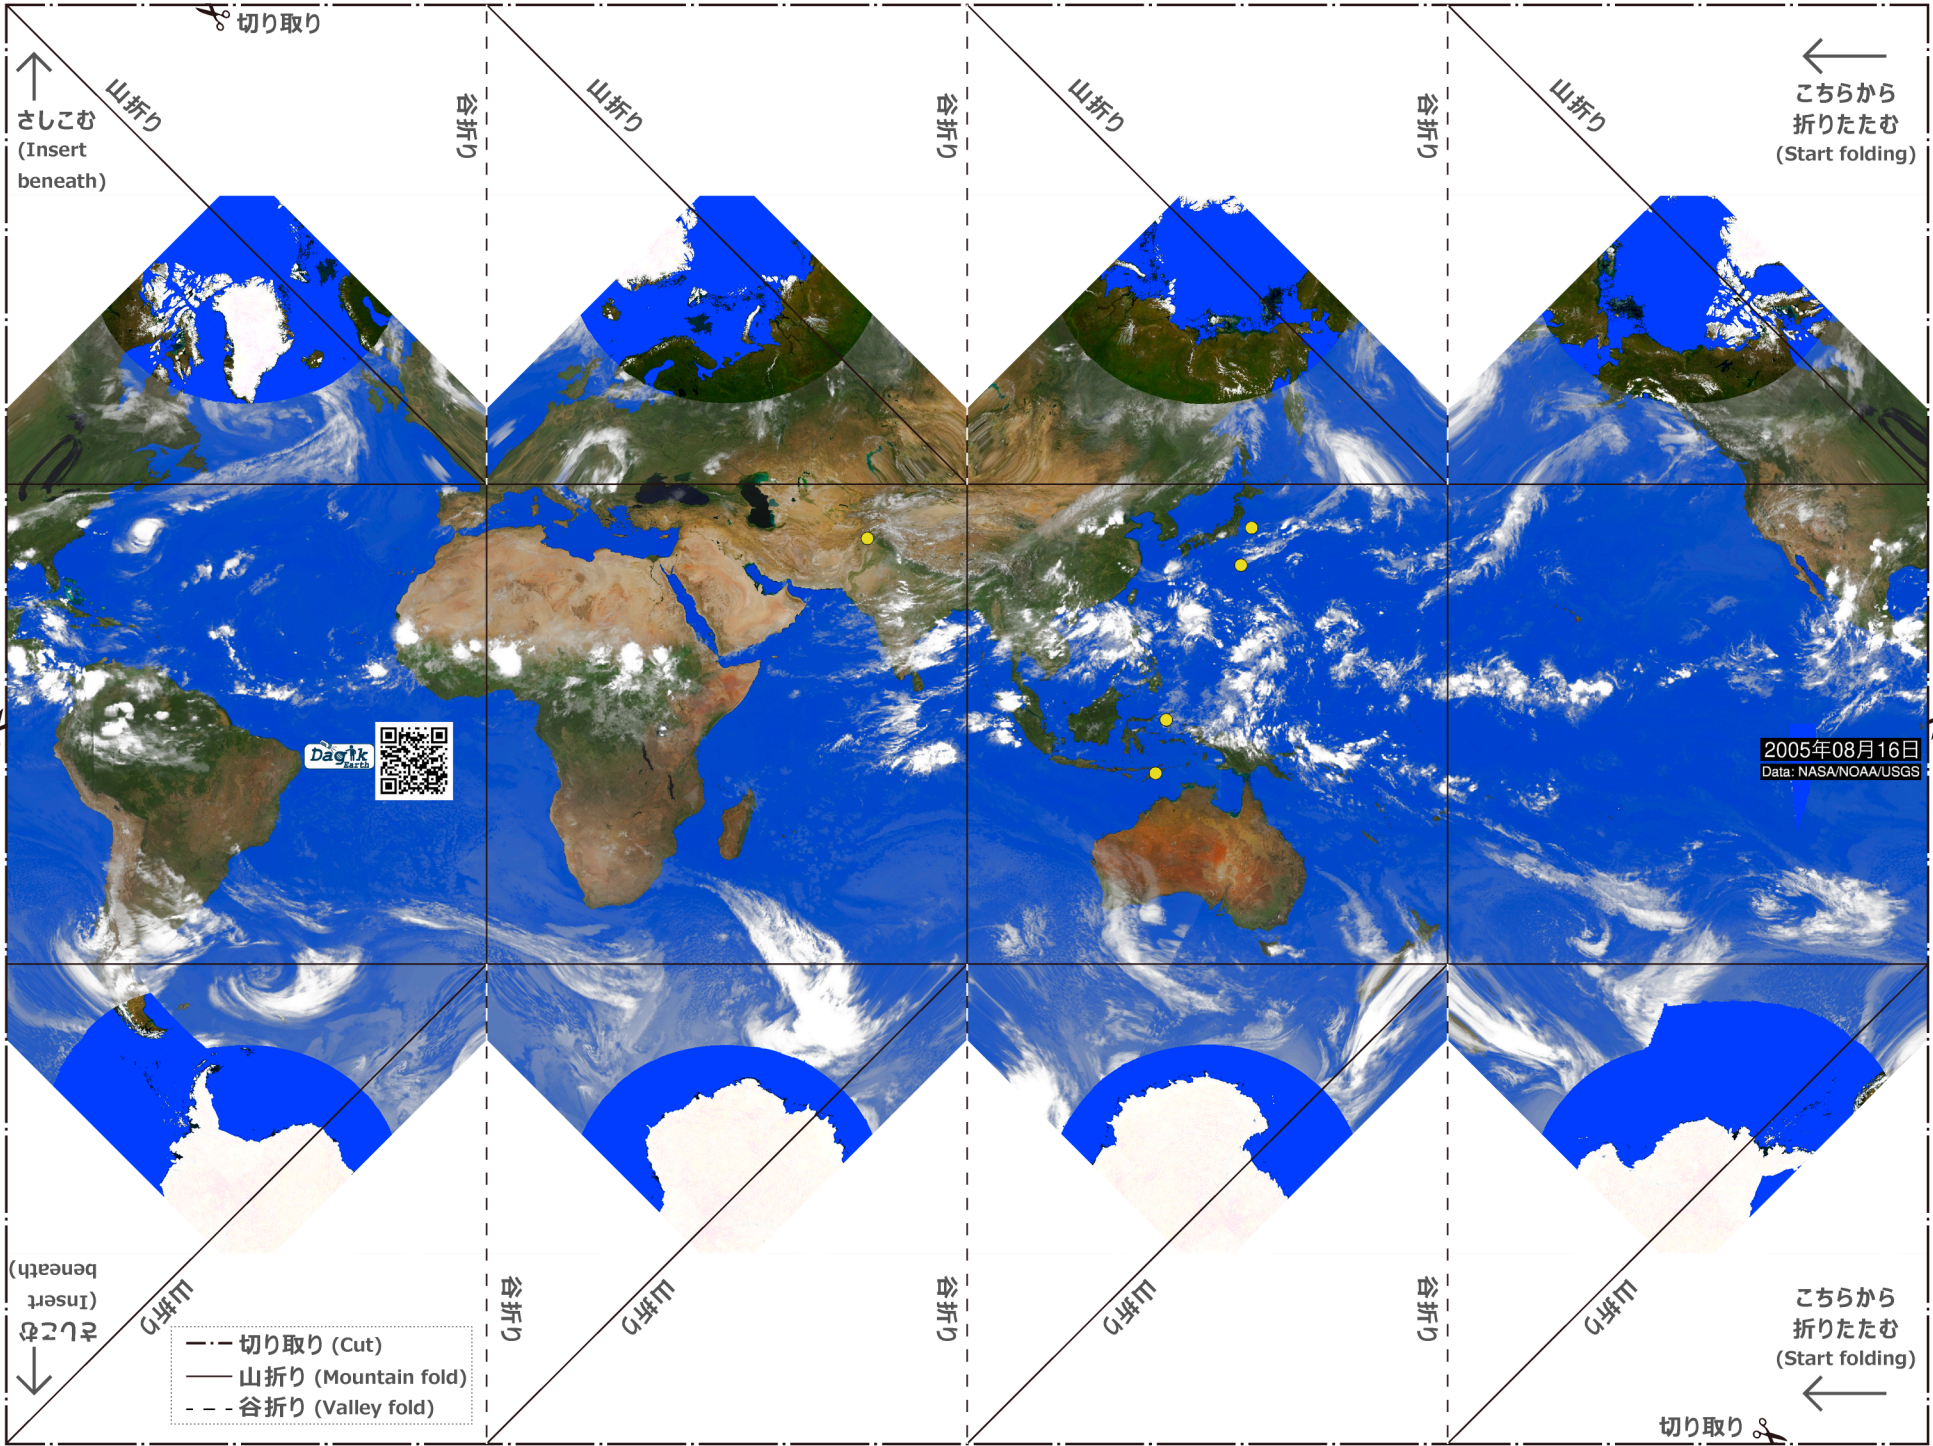 切り取り
さしこむ
(Insert
beneath)
山折り
谷折り
山折り
谷折り
山折り
谷折り
山折り
こちらから
折りたたむ
(Start folding)
Dagik
Earth
2005年08月16日
Data: NASA/NOAA/USGS
さしこむ
(Insert
beneath)
山折り
谷折り
山折り
谷折り
山折り
谷折り
山折り
こちらから
折りたたむ
(Start folding)
切り取り (Cut)
山折り (Mountain fold)
谷折り (Valley fold)
切り取り